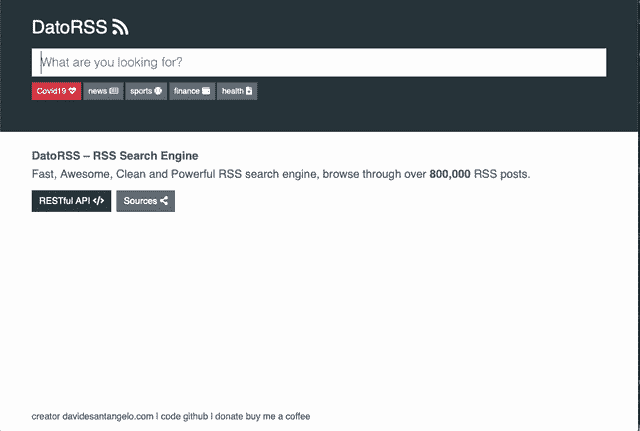 DatoRSS
What are you looking for?
Covid19 news sports finance health
DatoRSS – RSS Search Engine
Fast, Awesome, Clean and Powerful RSS search engine, browse through over 800,000 RSS posts.
RESTful API Sources
creator davidesantangelo.com | code github | donate buy me a coffee